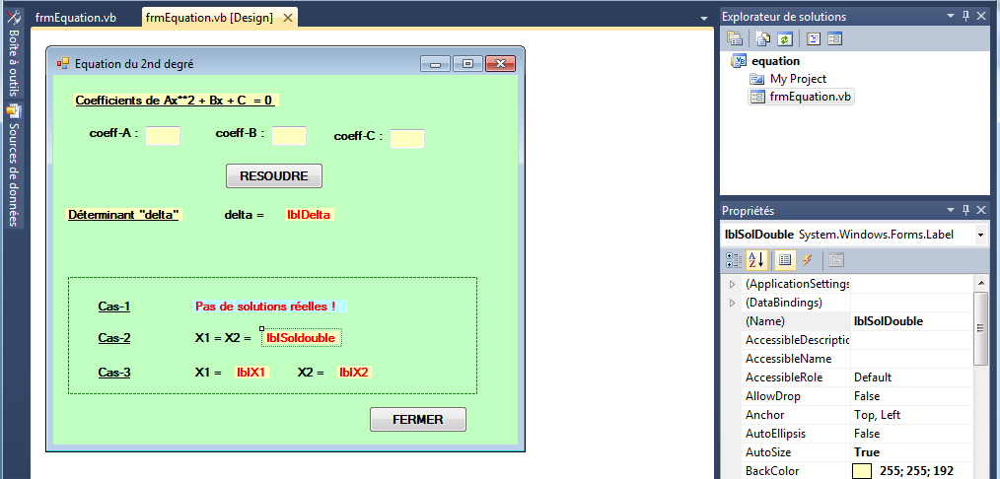 frmEquation.vb frmEquation.vb [Design]
Explorateur de solutions
Boîte à outils
Sources de données
Equation du 2nd degré
equation
My Project
frmEquation.vb
Coefficients de Ax**2 + Bx + C = 0
coeff-A : coeff-B : coeff-C :
RESOUDRE
Déterminant "delta" delta = lblDelta
Cas-1 Pas de solutions réelles !
Cas-2 X1 = X2 = lblSoldouble
Cas-3 X1 = lblX1 X2 = lblX2
FERMER
Propriétés
lblSolDouble System.Windows.Forms.Label
(ApplicationSettings
(DataBindings)
(Name) lblSolDouble
AccessibleDescriptic
AccessibleName
AccessibleRole Default
AllowDrop False
Anchor Top, Left
AutoEllipsis False
AutoSize True
BackColor 255; 255; 192